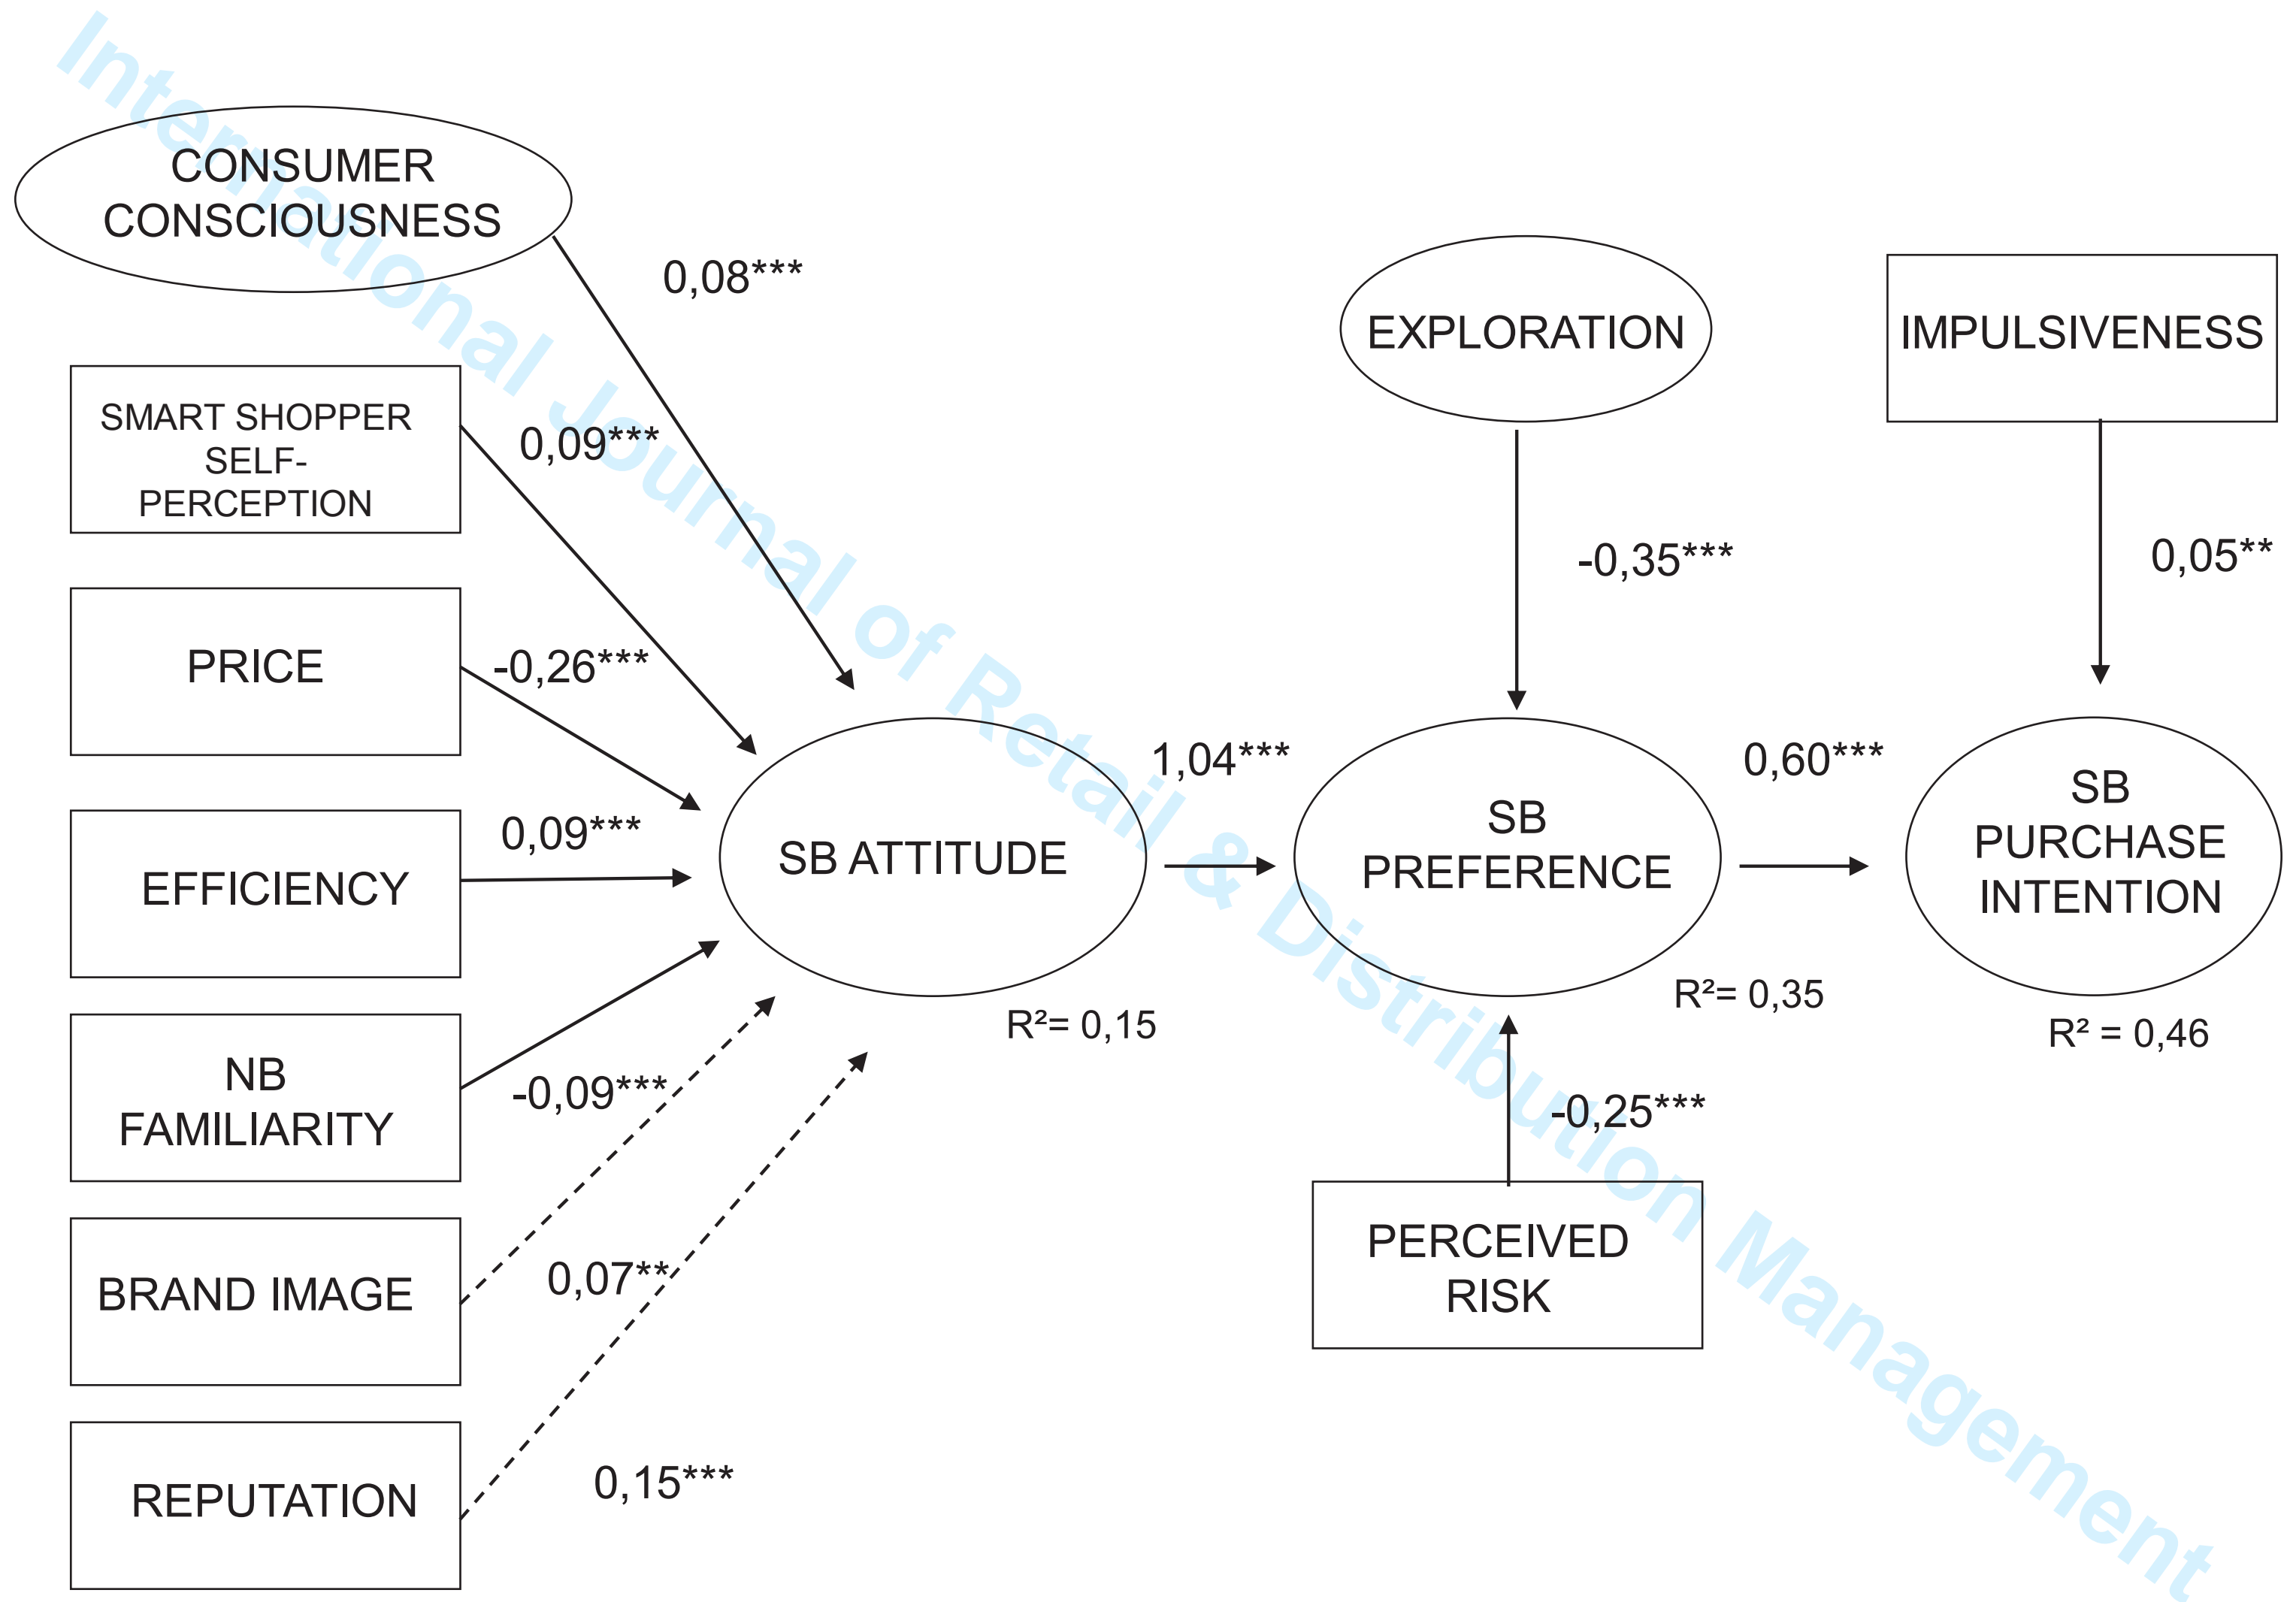 International Journal of Retail & Distribution Management
CONSUMER
CONSCIOUSNESS
0,08***
SMART SHOPPER
SELF-
PERCEPTION
0,09***
EXPLORATION
IMPULSIVENESS
-0,35***
0,05**
PRICE
-0,26***
EFFICIENCY
0,09***
SB ATTITUDE
R²= 0,15
1,04***
SB
PREFERENCE
R²= 0,35
0,60***
SB
PURCHASE
INTENTION
R² = 0,46
NB
FAMILIARITY
-0,09***
-0,25***
PERCEIVED
RISK
BRAND IMAGE
0,07**
REPUTATION
0,15***